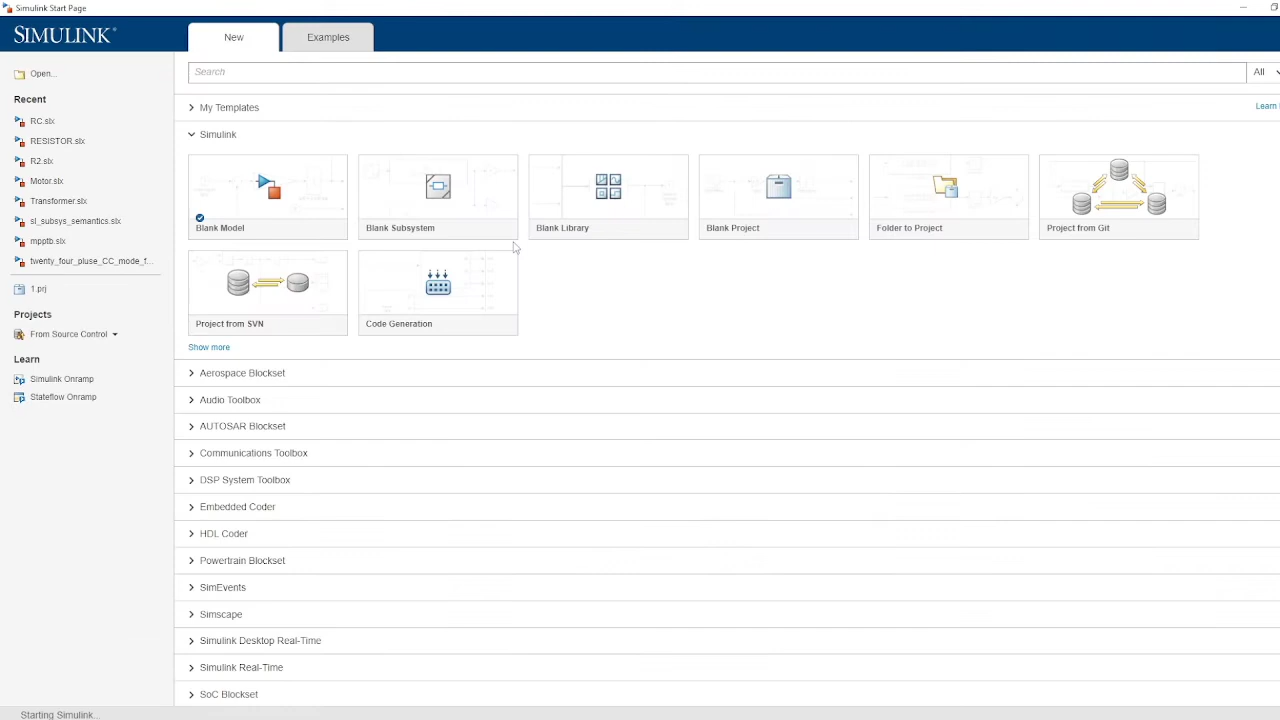 Simulink Start Page
SIMULINK®
New
Examples
Open...
Recent
RC.slx
RESISTOR.slx
R2.slx
Motor.slx
Transformer.slx
sl_subsys_semantics.slx
mpptb.slx
twenty_four_pluse_CC_mode_f...
1.prj
Projects
From Source Control
Learn
Simulink Onramp
Stateflow Onramp
Search
All
My Templates
Learn
Simulink
Blank Model
Blank Subsystem
Blank Library
Blank Project
Folder to Project
Project from Git
Project from SVN
Code Generation
Show more
Aerospace Blockset
Audio Toolbox
AUTOSAR Blockset
Communications Toolbox
DSP System Toolbox
Embedded Coder
HDL Coder
Powertrain Blockset
SimEvents
Simscape
Simulink Desktop Real-Time
Simulink Real-Time
SoC Blockset
Starting Simulink...